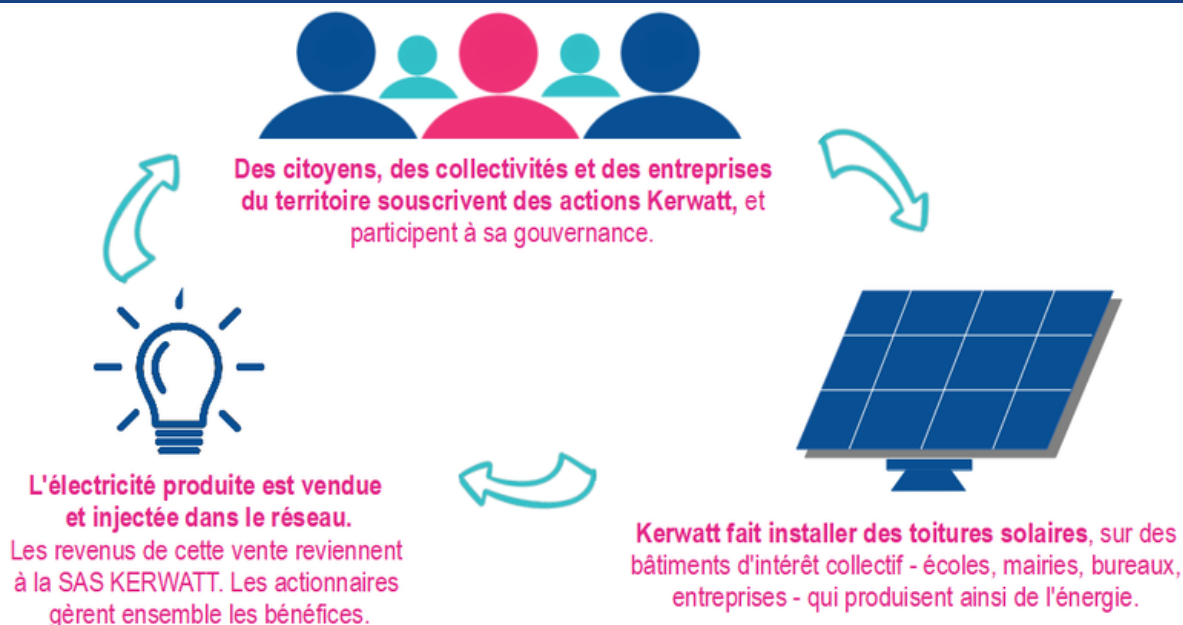 Des citoyens, des collectivités et des entreprises
du territoire souscrivent des actions Kerwatt, et
participent à sa gouvernance.
L'électricité produite est vendue
et injectée dans le réseau.
Les revenus de cette vente reviennent
à la SAS KERWATT. Les actionnaires
gèrent ensemble les bénéfices.
Kerwatt fait installer des toitures solaires, sur des
bâtiments d'intérêt collectif - écoles, mairies, bureaux,
entreprises - qui produisent ainsi de l'énergie.